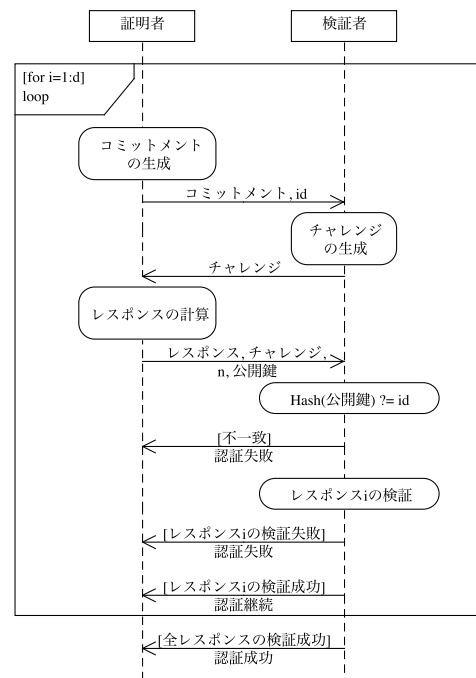 証明者
検証者
[for i=1:d]
loop
コミットメント
の生成
コミットメント, id
チャレンジ
の生成
チャレンジ
レスポンスの計算
レスポンス, チャレンジ,
n, 公開鍵
Hash(公開鍵) ?= id
[不一致]
認証失敗
レスポンスiの検証
[レスポンスiの検証失敗]
認証失敗
[レスポンスiの検証成功]
認証継続
[全レスポンスの検証成功]
認証成功